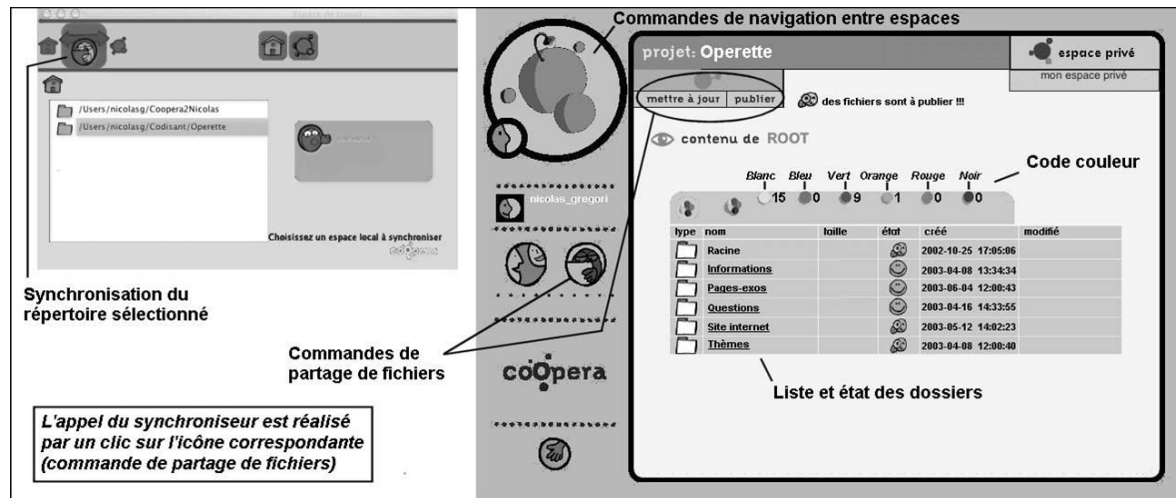 Espace de travail
/Users/nicolasg/Coopera2Nicolas
/Users/nicolasg/Codisant/Operette
Choisissez un espace local à synchroniser
coopera
Synchronisation du
répertoire sélectionné
Commandes de
partage de fichiers
L'appel du synchroniseur est réalisé
par un clic sur l'icône correspondante
(commande de partage de fichiers)
Commandes de navigation entre espaces
nicolas_gregori
coopera
projet: Operette
espace privé
mon espace privé
mettre à jour publier
des fichiers sont à publier !!!
contenu de ROOT
Code couleur
Blanc Bleu Vert Orange Rouge Noir
15 0 9 1 0 0
type nom taille état créé modifié
Racine 2002-10-25 17:05:06
Informations 2003-04-08 13:34:34
Pages-exos 2003-06-04 12:00:43
Questions 2003-04-16 14:33:55
Site internet 2003-05-12 14:02:23
Thèmes 2003-04-08 12:00:40
Liste et état des dossiers